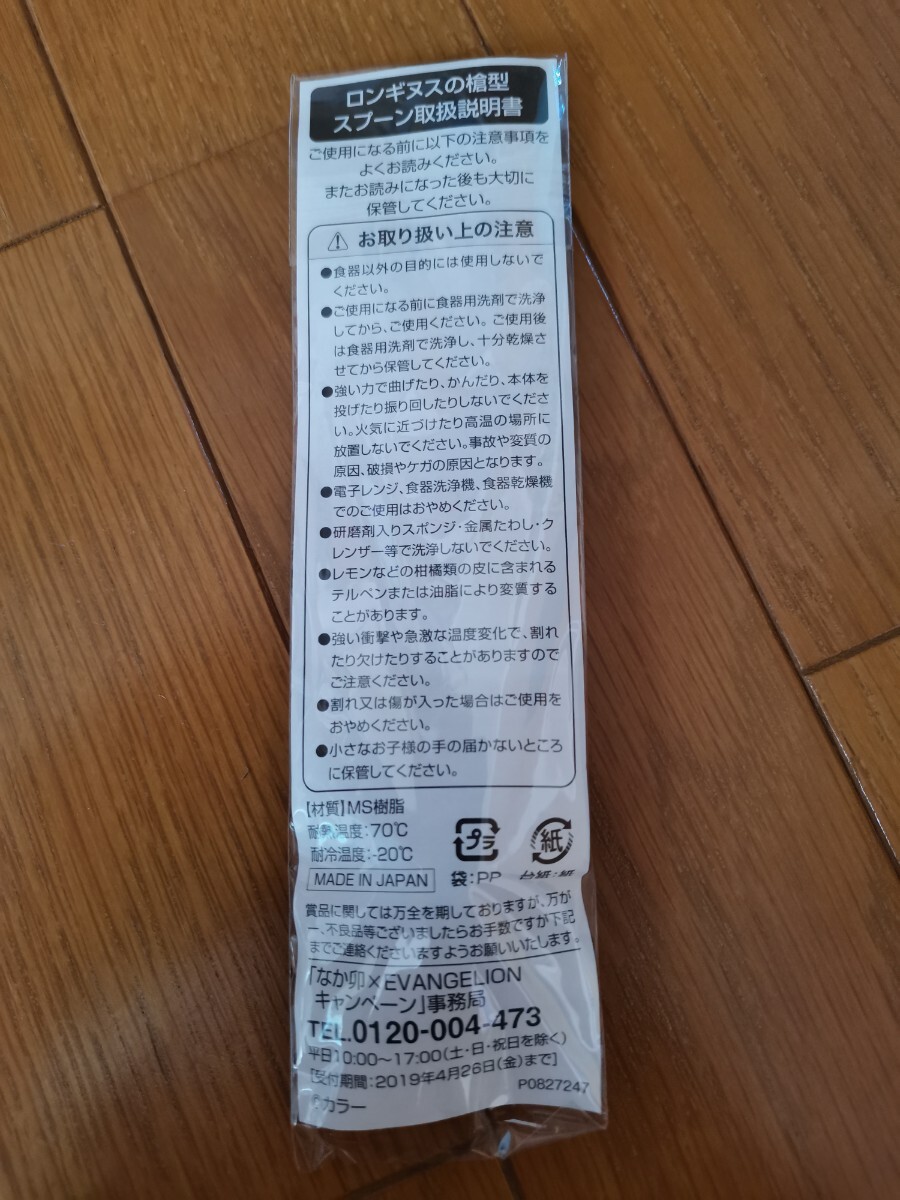 ロンギヌスの槍型
スプーン取扱説明書
ご使用になる前に以下の注意事項を
よくお読みください。
またお読みになった後も大切に
保管してください。
お取り扱い上の注意
●食器以外の目的には使用しないで
ください。
●ご使用になる前に食器用洗剤で洗浄
してから、ご使用ください。ご使用後
は食器用洗剤で洗浄し、十分乾燥さ
せてから保管してください。
●強い力で曲げたり、かんだり、本体を
投げたり振り回したりしないでくださ
い。火気に近づけたり高温の場所に
放置しないでください。事故や変質の
原因、破損やケガの原因となります。
●電子レンジ、食器洗浄機、食器乾燥機
でのご使用はおやめください。
●研磨剤入りスポンジ・金属たわし・ク
レンザー等で洗浄しないでください。
●レモンなどの柑橘類の皮に含まれる
テルペンまたは油脂により変質する
ことがあります。
●強い衝撃や急激な温度変化で、割れ
たり欠けたりすることがありますので
ご注意ください。
●割れ又は傷が入った場合はご使用を
おやめください。
●小さなお子様の手の届かないところ
に保管してください。
【材質】MS樹脂
耐熱温度:70℃
耐冷温度:-20℃
MADE IN JAPAN
プラ
袋:PP
紙
台紙:紙
賞品に関しては万全を期しておりますが、万が
一、不良品等ございましたらお手数ですが下記
までご連絡くださいますようお願いいたします。
「なか卯×EVANGELION
キャンペーン」事務局
TEL.0120-004-473
平日10:00〜17:00(土・日・祝日を除く)
[受付期間:2019年4月26日(金)まで]
P0827247
©カラー